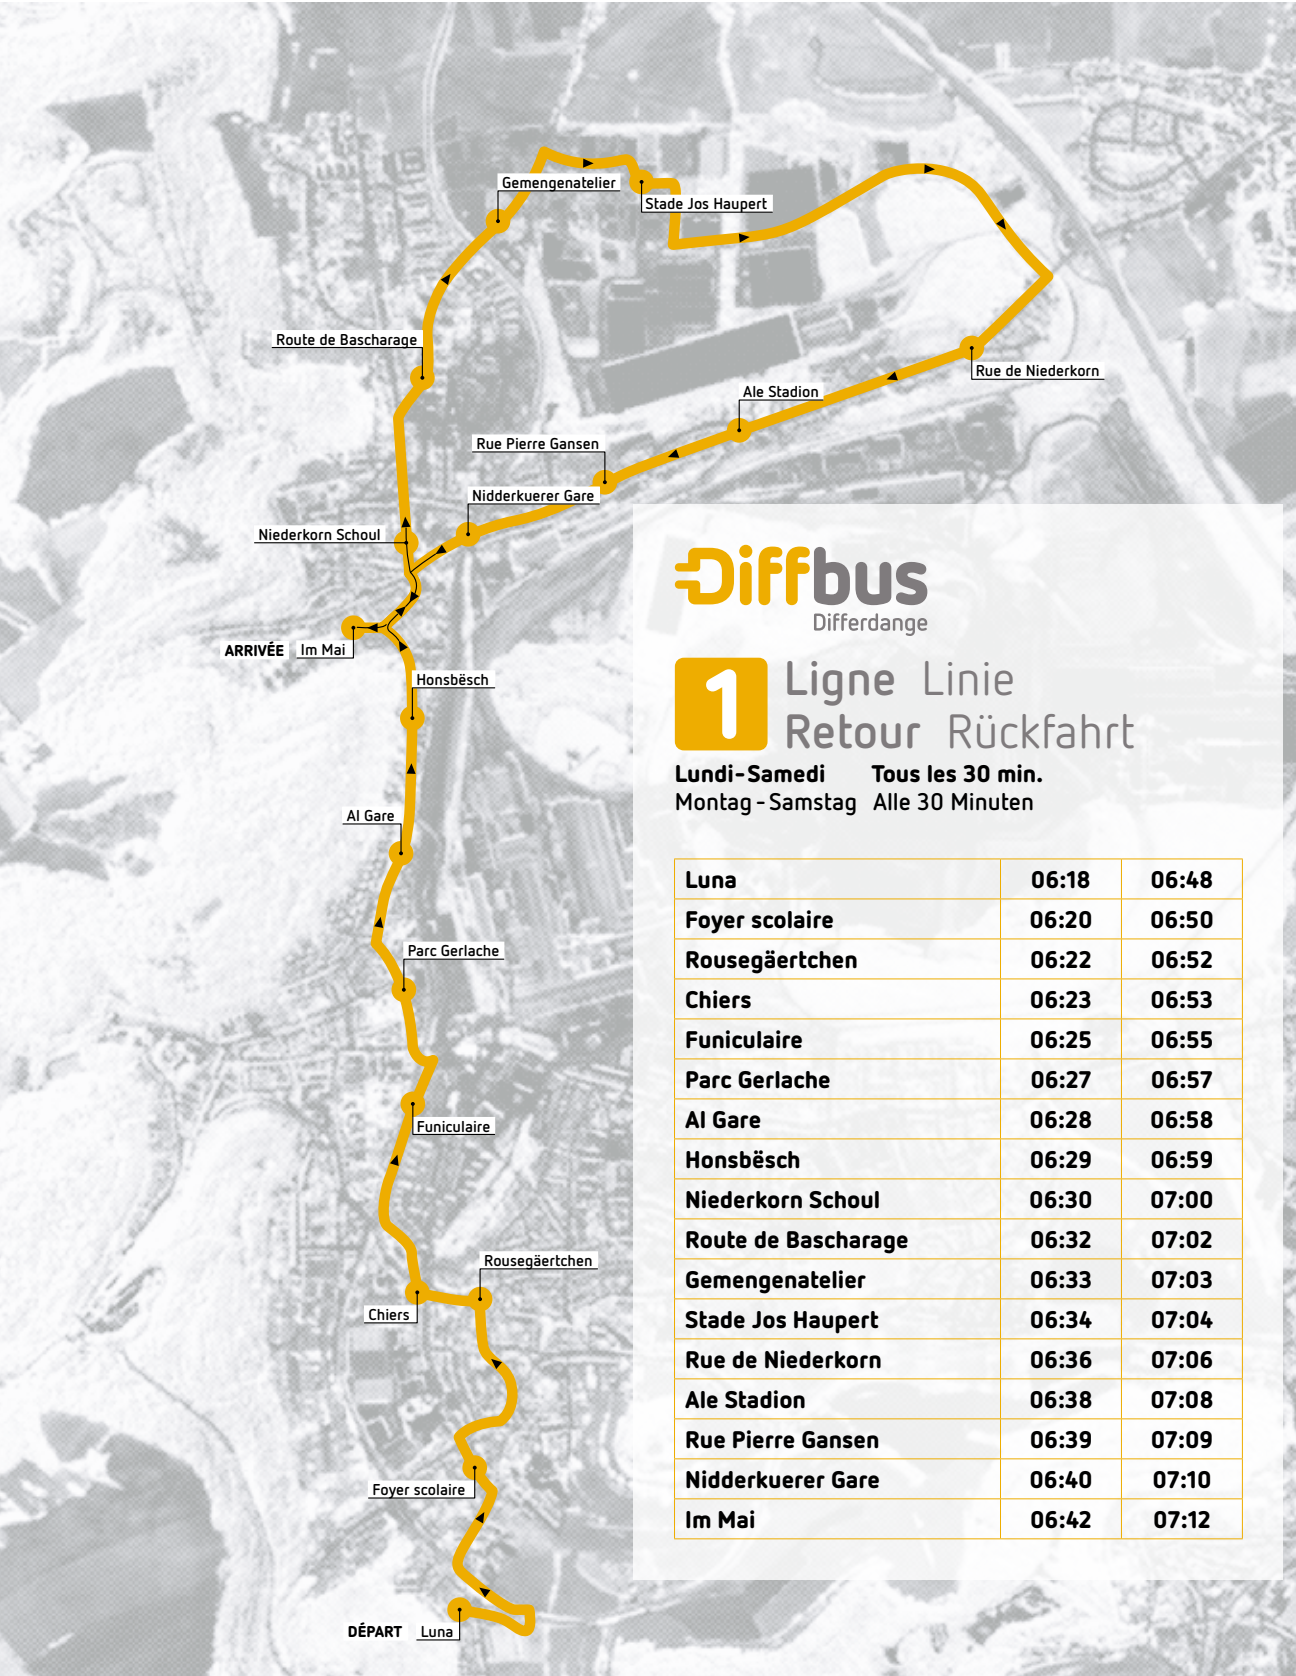 Gemengenatelier
Stade Jos Haupert
Route de Bascharage
Rue de Niederkorn
Ale Stadion
Rue Pierre Gansen
Nidderkuerer Gare
Niederkorn Schoul
ARRIVÉE Im Mai
Honsbësch
Al Gare
Parc Gerlache
Funiculaire
Rousegäertchen
Chiers
Foyer scolaire
DÉPART Luna
Diffbus
Differdange
1 Ligne Linie
Retour Rückfahrt
Lundi-Samedi Tous les 30 min.
Montag-Samstag Alle 30 Minuten
Luna 06:18 06:48
Foyer scolaire 06:20 06:50
Rousegäertchen 06:22 06:52
Chiers 06:23 06:53
Funiculaire 06:25 06:55
Parc Gerlache 06:27 06:57
Al Gare 06:28 06:58
Honsbësch 06:29 06:59
Niederkorn Schoul 06:30 07:00
Route de Bascharage 06:32 07:02
Gemengenatelier 06:33 07:03
Stade Jos Haupert 06:34 07:04
Rue de Niederkorn 06:36 07:06
Ale Stadion 06:38 07:08
Rue Pierre Gansen 06:39 07:09
Nidderkuerer Gare 06:40 07:10
Im Mai 06:42 07:12